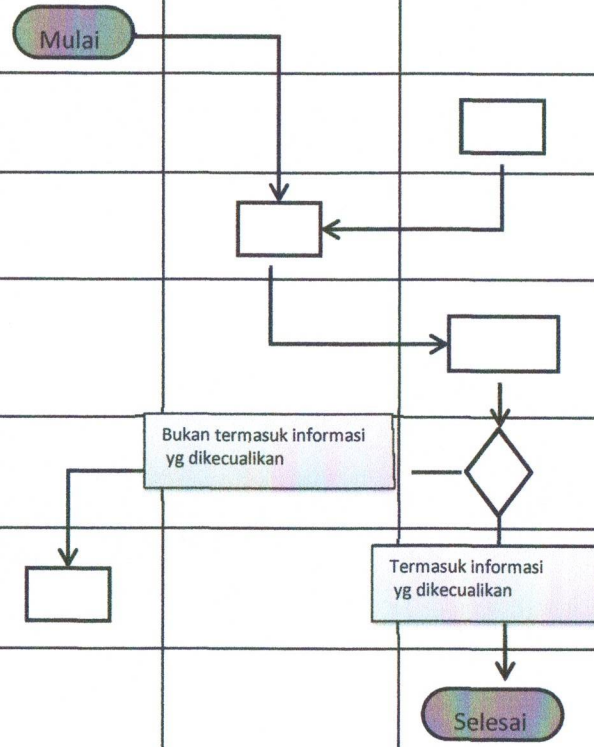 Mulai
Bukan termasuk informasi
yg dikecualikan
Termasuk informasi
yg dikecualikan
Selesai